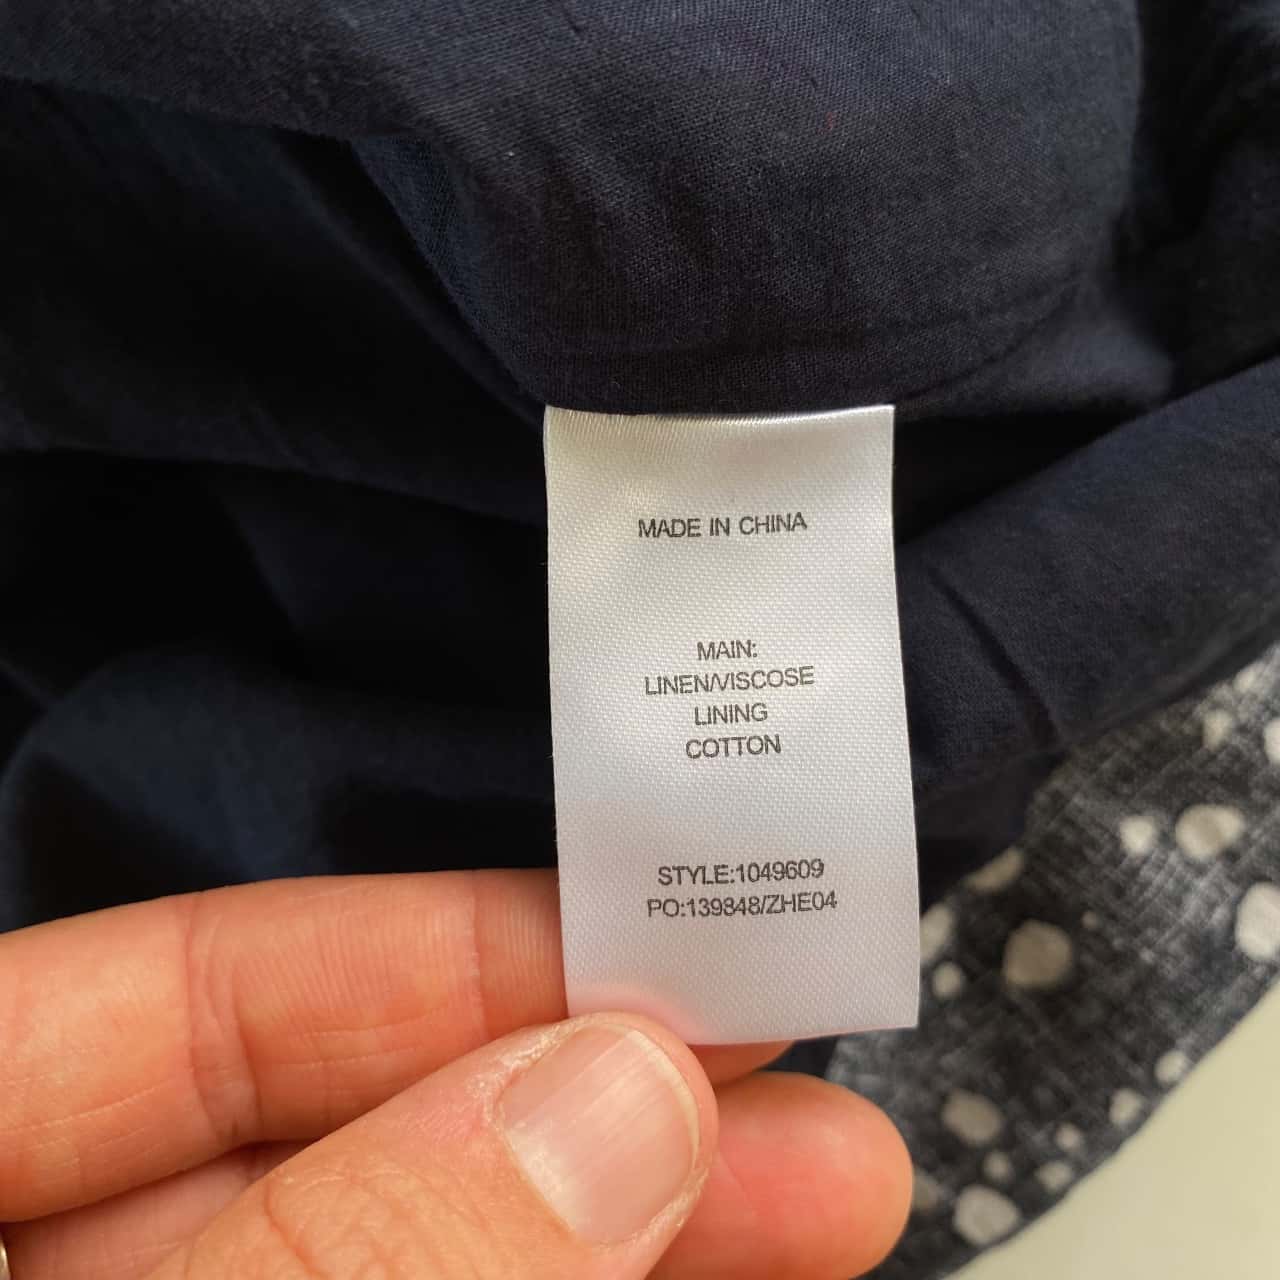 MADE IN CHINA
MAIN:
LINEN/VISCOSE
LINING
COTTON
STYLE:1049609
PO:139848/ZHE04